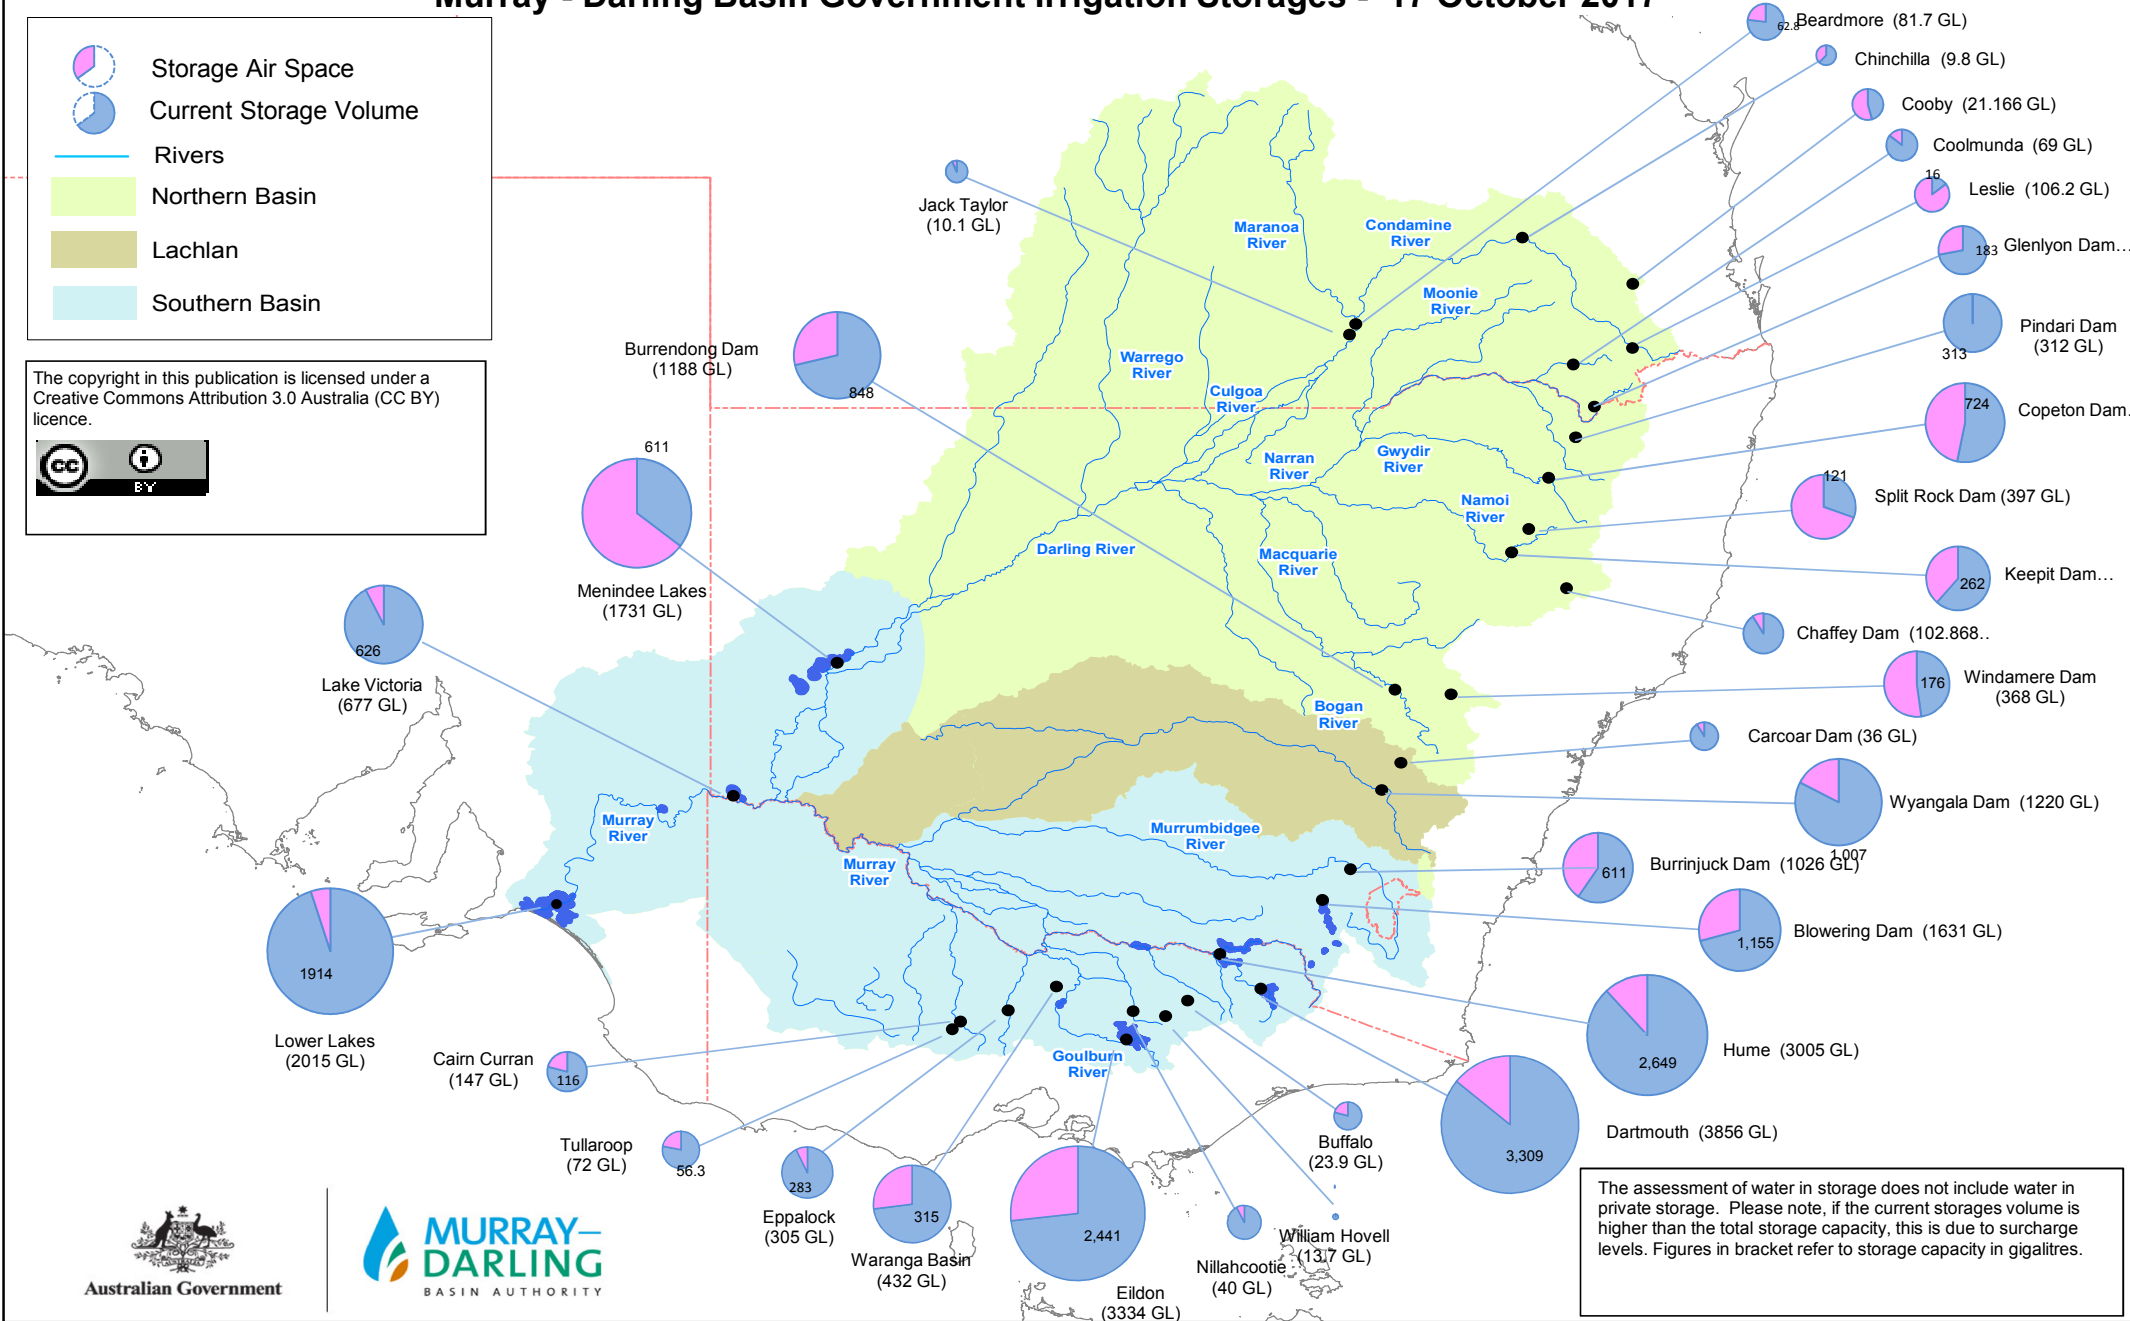 Murray - Darling Basin Government Irrigation Storages - 17 October 2017
Storage Air Space
Current Storage Volume
Rivers
Northern Basin
Lachlan
Southern Basin
The copyright in this publication is licensed under a
Creative Commons Attribution 3.0 Australia (CC BY)
licence.
cc
BY
Beardmore (81.7 GL)
62.8
Chinchilla (9.8 GL)
Cooby (21.166 GL)
Coolmunda (69 GL)
16
Leslie (106.2 GL)
183
Glenlyon Dam...
Pindari Dam
(312 GL)
313
724
Copeton Dam.
121
Split Rock Dam (397 GL)
262
Keepit Dam...
Chaffey Dam (102.868..
176
Windamere Dam
(368 GL)
Carcoar Dam (36 GL)
Wyangala Dam (1220 GL)
1,007
611
Burrinjuck Dam (1026 GL)
1,155
Blowering Dam (1631 GL)
2,649
Hume (3005 GL)
3,309
Dartmouth (3856 GL)
Jack Taylor
(10.1 GL)
Burrendong Dam
(1188 GL)
848
611
Menindee Lakes
(1731 GL)
626
Lake Victoria
(677 GL)
1914
Lower Lakes
(2015 GL)
Cairn Curran
(147 GL)
116
Tullaroop
(72 GL)
56.3
283
Eppalock
(305 GL)
315
Waranga Basin
(432 GL)
2,441
Eildon
(3334 GL)
Nillahcootie
(40 GL)
William Hovell
(13.7 GL)
Buffalo
(23.9 GL)
Maranoa
River
Condamine
River
Moonie
River
Warrego
River
Culgoa
River
Narran
River
Gwydir
River
Namoi
River
Darling River
Macquarie
River
Bogan
River
Murray
River
Murray
River
Murrumbidgee
River
Goulburn
River
Australian Government
MURRAY–
DARLING
BASIN AUTHORITY
The assessment of water in storage does not include water in
private storage. Please note, if the current storages volume is
higher than the total storage capacity, this is due to surcharge
levels. Figures in bracket refer to storage capacity in gigalitres.